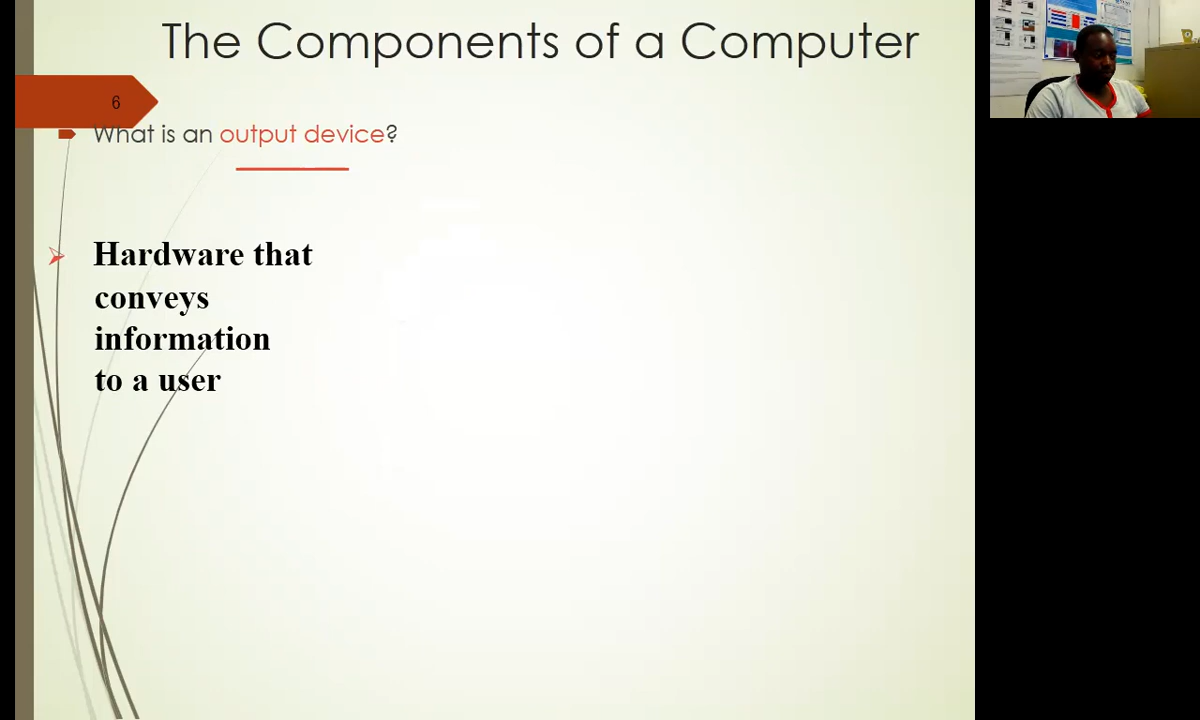 The Components of a Computer
6
What is an output device?
Hardware that
conveys
information
to a user